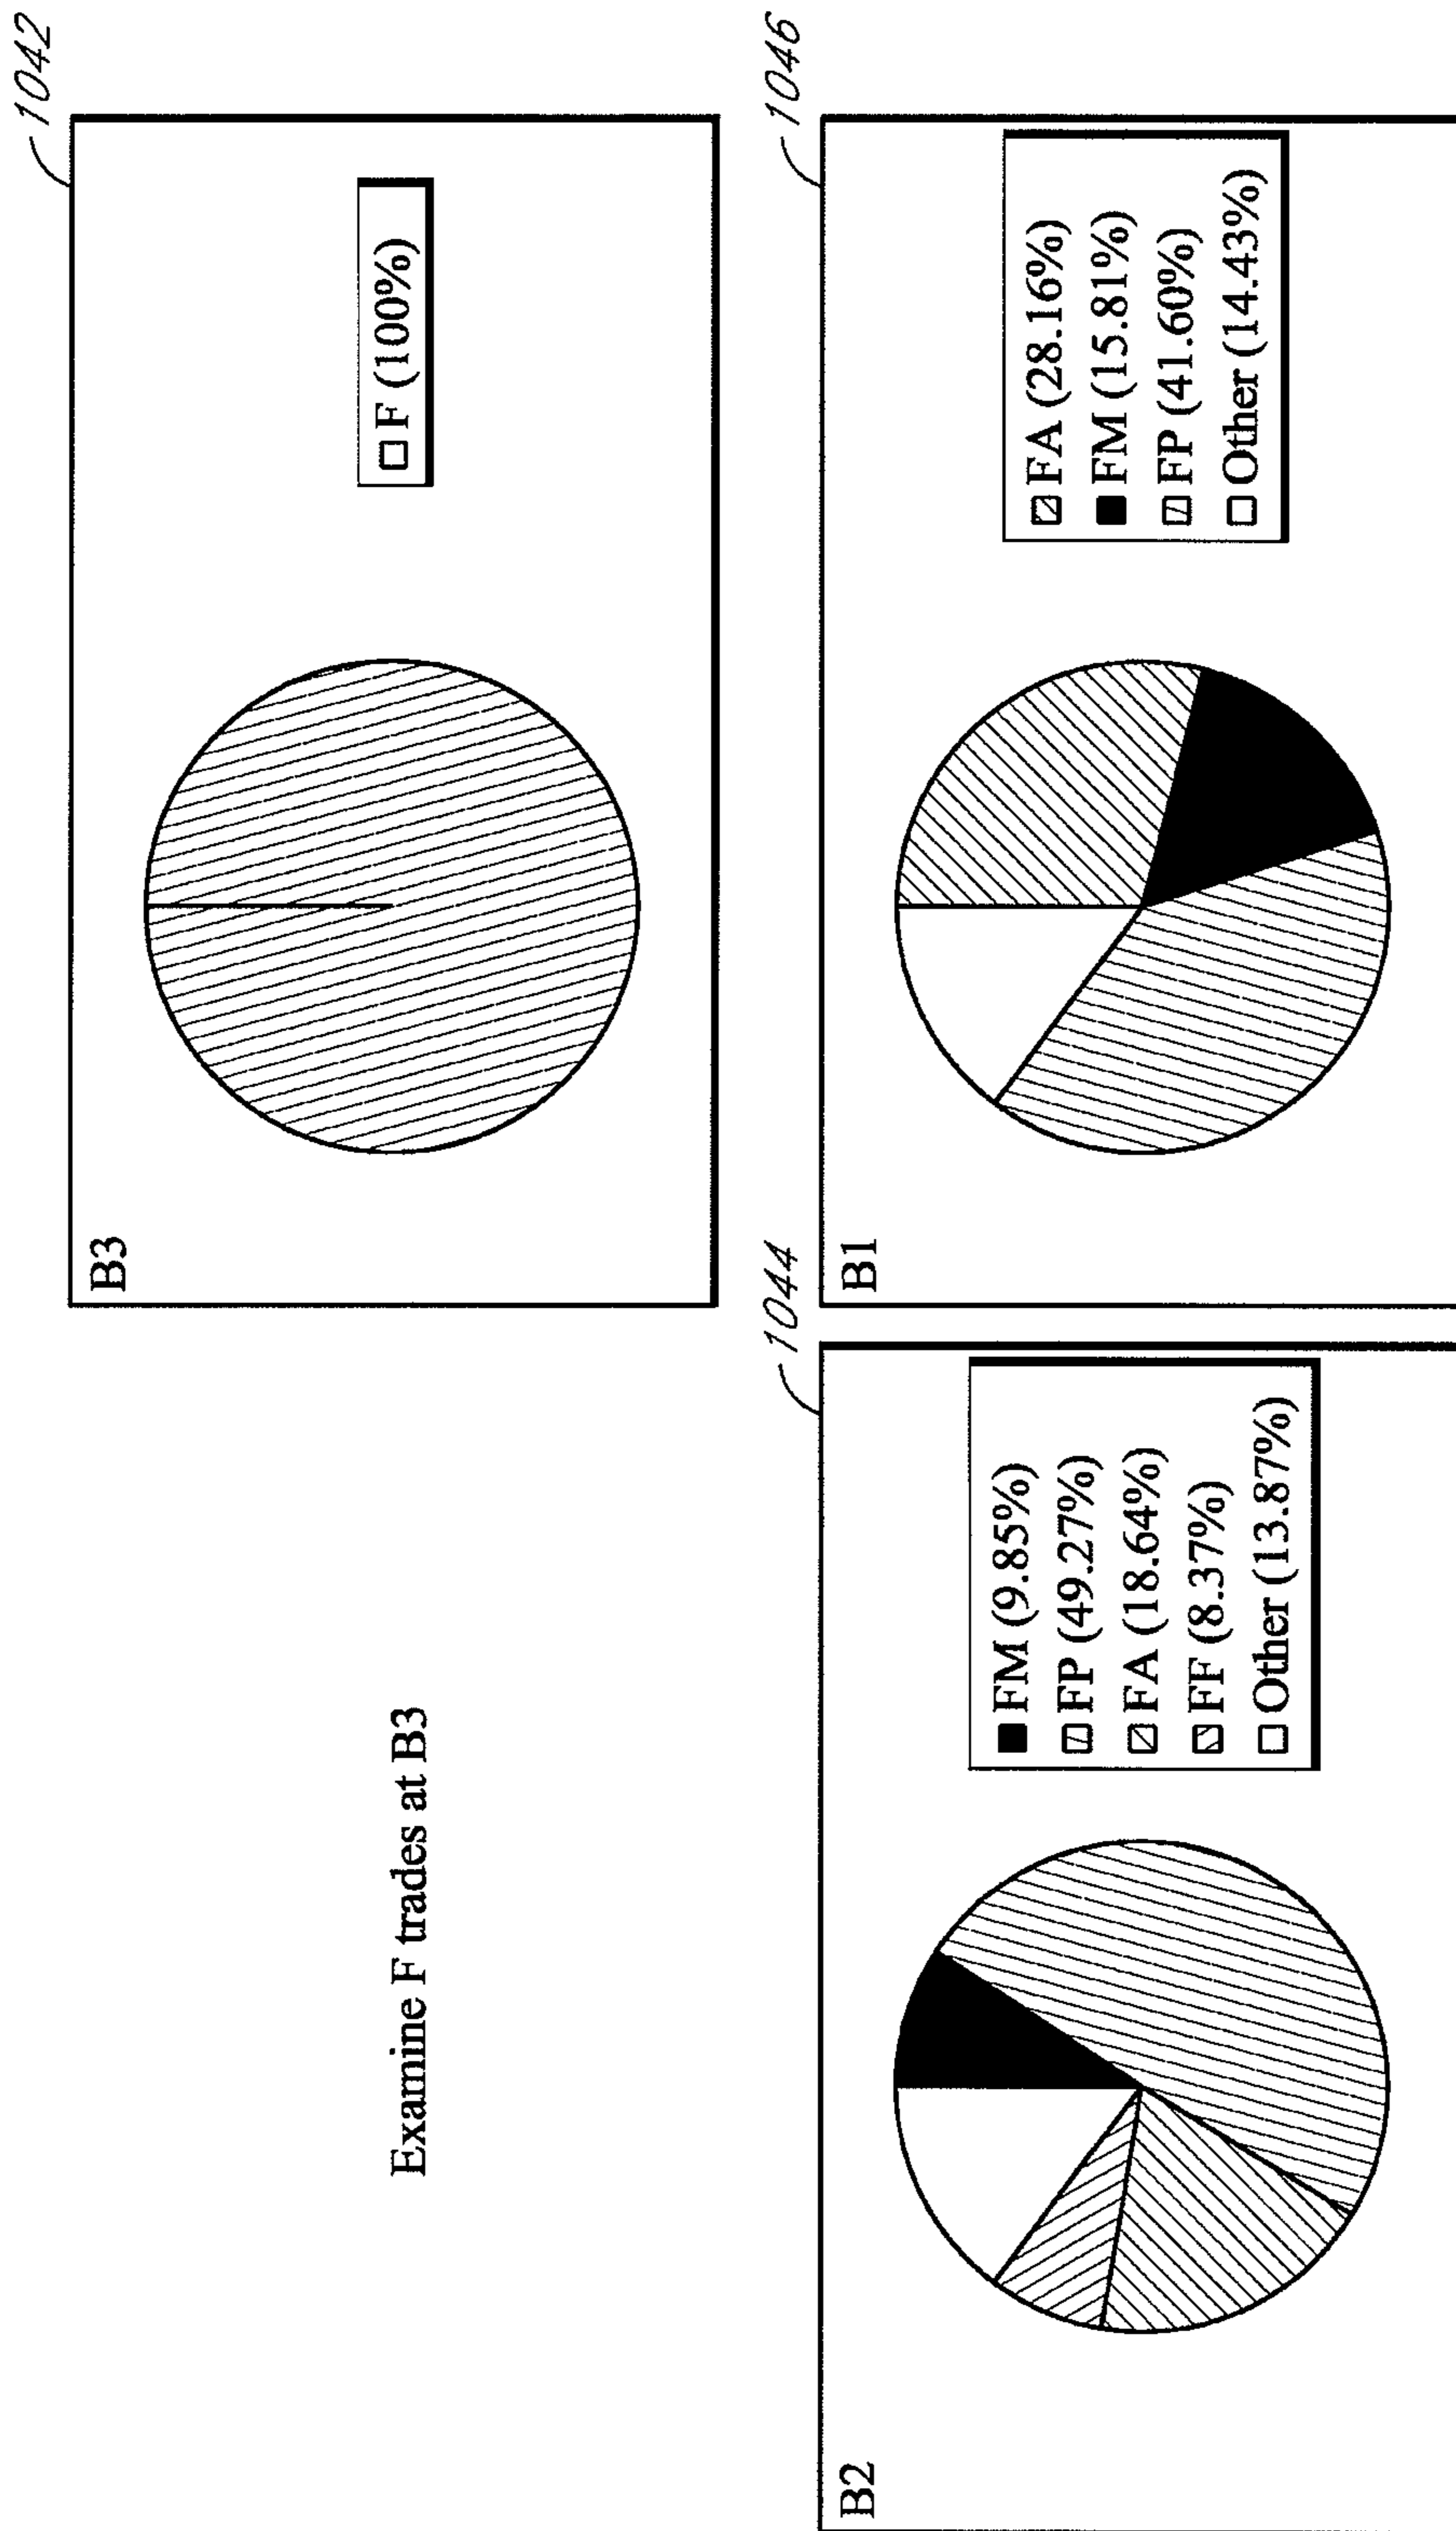 Examine F trades at B3
1042
B3
F (100%)
1044
B2
FM (9.85%)
FP (49.27%)
FA (18.64%)
FF (8.37%)
Other (13.87%)
1046
B1
FA (28.16%)
FM (15.81%)
FP (41.60%)
Other (14.43%)